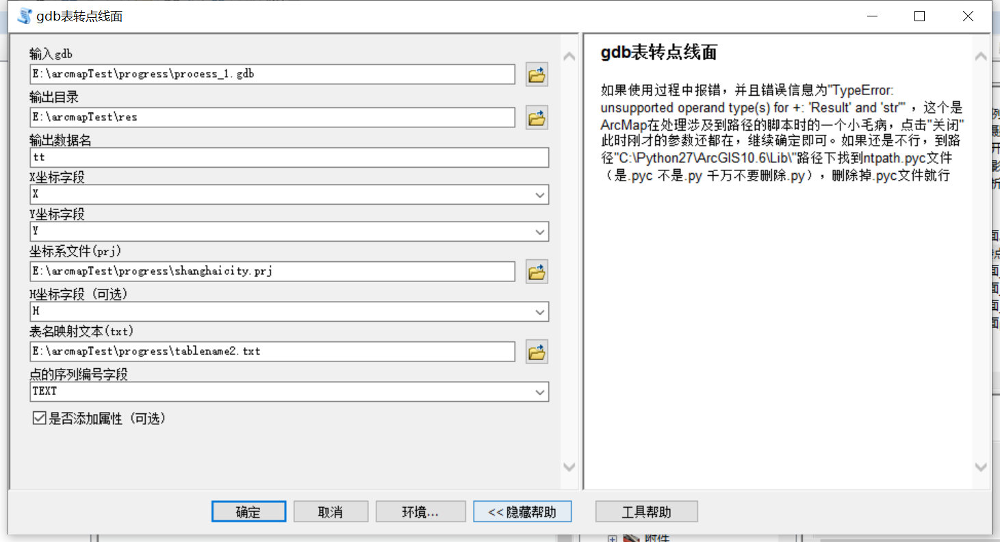 gdb表转点线面
输入gdb
E:\arcmapTest\progress\process_1.gdb
输出目录
E:\arcmapTest\res
输出数据名
tt
X坐标字段
X
Y坐标字段
Y
坐标系文件(prj)
E:\arcmapTest\progress\shanghaicity.prj
H坐标字段（可选）
H
表名映射文本(txt)
E:\arcmapTest\progress\tablename2.txt
点的序列编号字段
TEXT
是否添加属性（可选）
gdb表转点线面
如果使用过程中报错，并且错误信息为"TypeError:
unsupported operand type(s) for +: 'Result' and 'str'" ，这个是
ArcMap在处理涉及到路径的脚本时的一个小毛病，点击"关闭"
此时刚才的参数还都在，继续确定即可。如果还是不行，到路
径"C:\Python27\ArcGIS10.6\Lib\"路径下找到ntpath.pyc文件
（是.pyc 不是.py 千万不要删除.py），删除掉.pyc文件就行
确定
取消
环境...
<< 隐藏帮助
工具帮助
附件